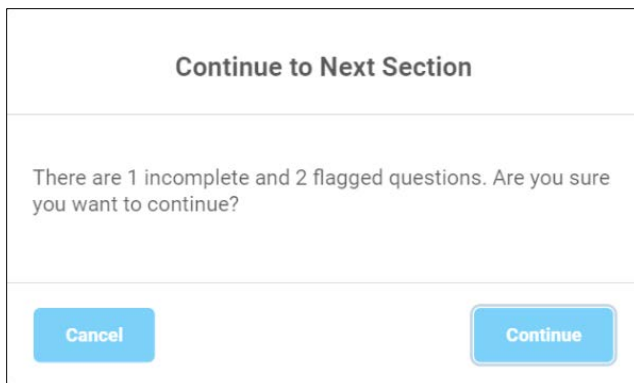 Continue to Next Section
There are 1 incomplete and 2 flagged questions. Are you sure
you want to continue?
Cancel
Continue